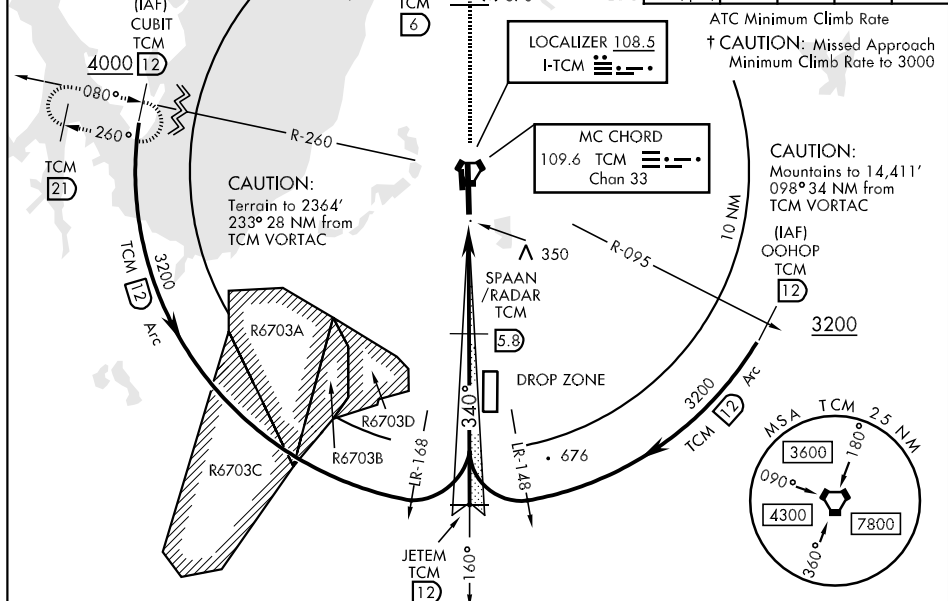 (IAF)
CUBIT
TCM
12
4000
080°
260°
TCM
21
TCM
6
R-260
LOCALIZER 108.5
I-TCM
ATC Minimum Climb Rate
† CAUTION: Missed Approach
Minimum Climb Rate to 3000
MC CHORD
109.6 TCM
Chan 33
CAUTION:
Terrain to 2364'
233° 28 NM from
TCM VORTAC
CAUTION:
Mountains to 14,411'
098° 34 NM from
TCM VORTAC
10 NM
R-095
(IAF)
OOHOP
TCM
12
3200
350
SPAAN
/RADAR
TCM
5.8
3200
TCM 12 Arc
R6703A
R6703D
R6703B
R6703C
340°
DROP ZONE
3200
TCM 12 Arc
LR-168
LR-148
676
JETEM
TCM
12
160°
MSA TCM 25 NM
3600
180°
090°
4300
7800
360°